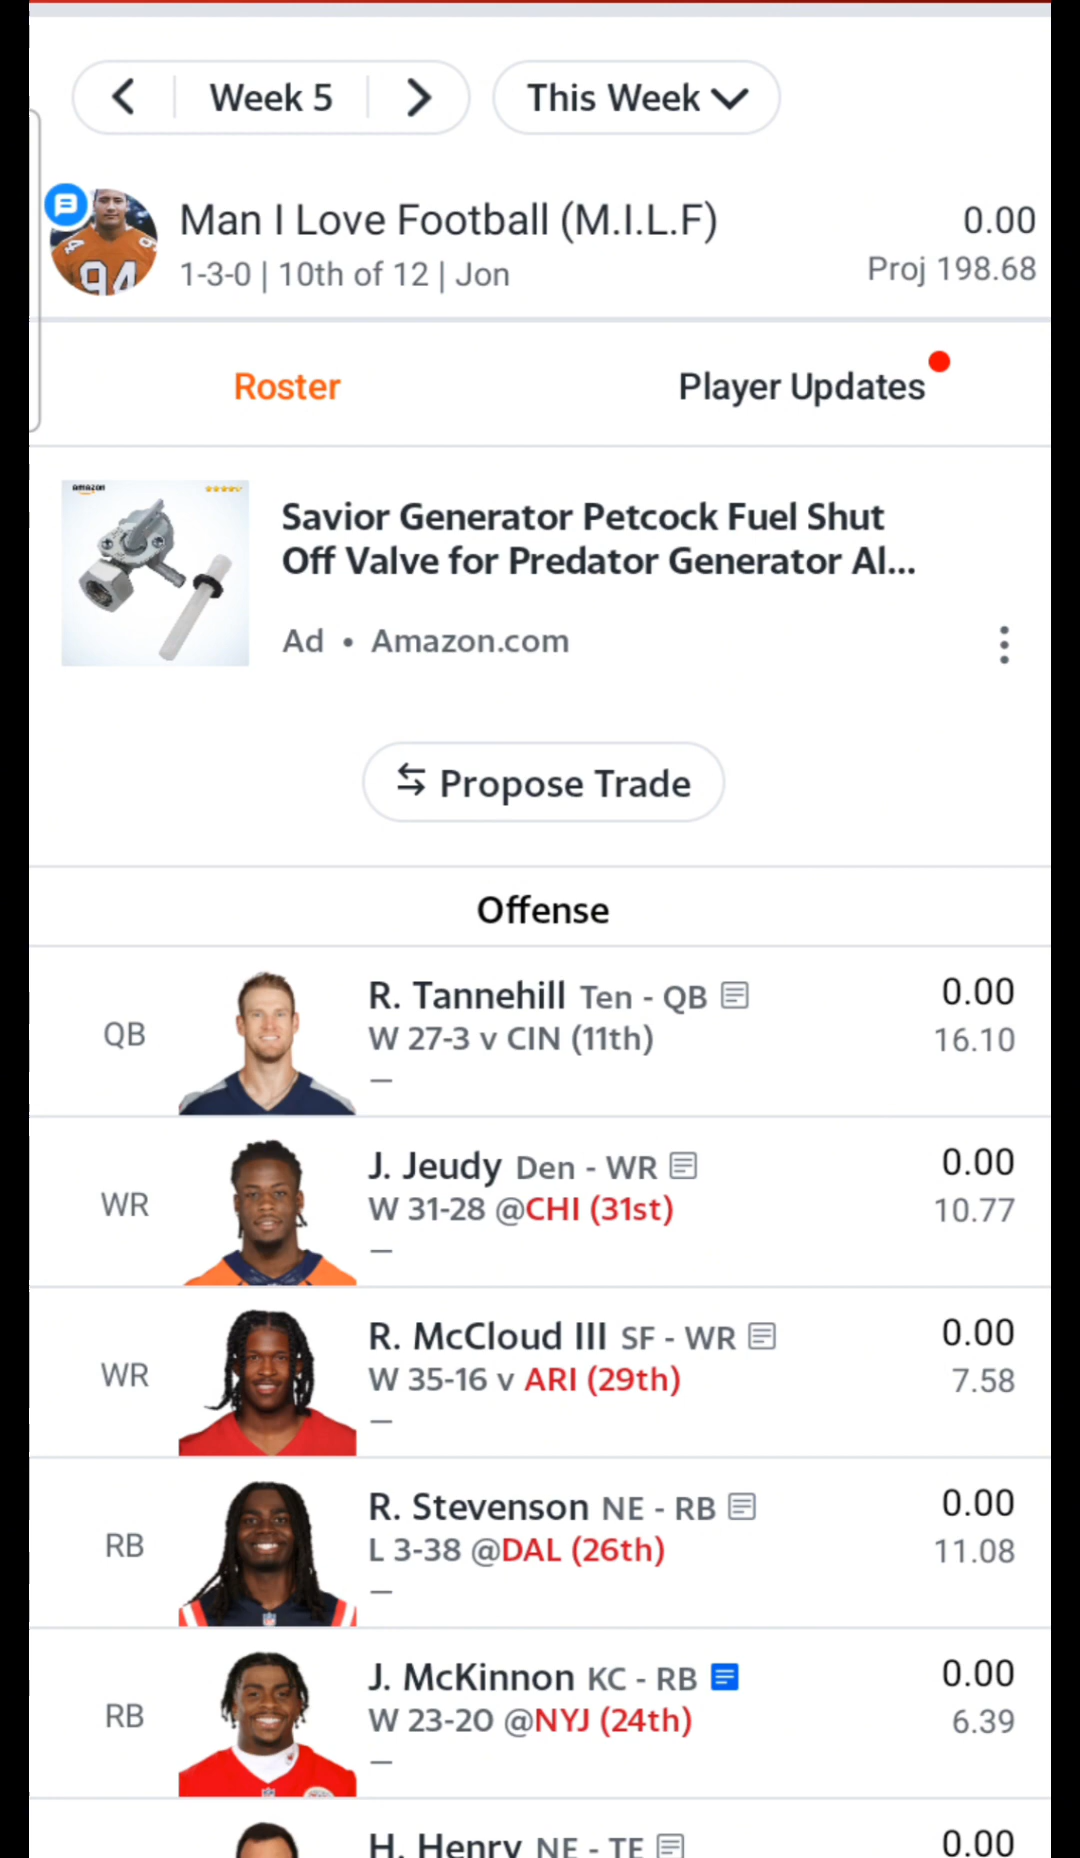 Week 5
This Week
Man I Love Football (M.I.L.F)
0.00
1-3-0 | 10th of 12 | Jon
Proj 198.68
Roster
Player Updates
amazon
Savior Generator Petcock Fuel Shut
Off Valve for Predator Generator Al...
Ad • Amazon.com
Propose Trade
Offense
QB
R. Tannehill Ten - QB
0.00
W 27-3 v CIN (11th)
16.10
–
WR
J. Jeudy Den - WR
0.00
W 31-28 @CHI (31st)
10.77
–
WR
R. McCloud III SF - WR
0.00
W 35-16 v ARI (29th)
7.58
–
RB
R. Stevenson NE - RB
0.00
L 3-38 @DAL (26th)
11.08
–
RB
J. McKinnon KC - RB
0.00
W 23-20 @NYJ (24th)
6.39
–
H. Henry NE - TE
0.00
94